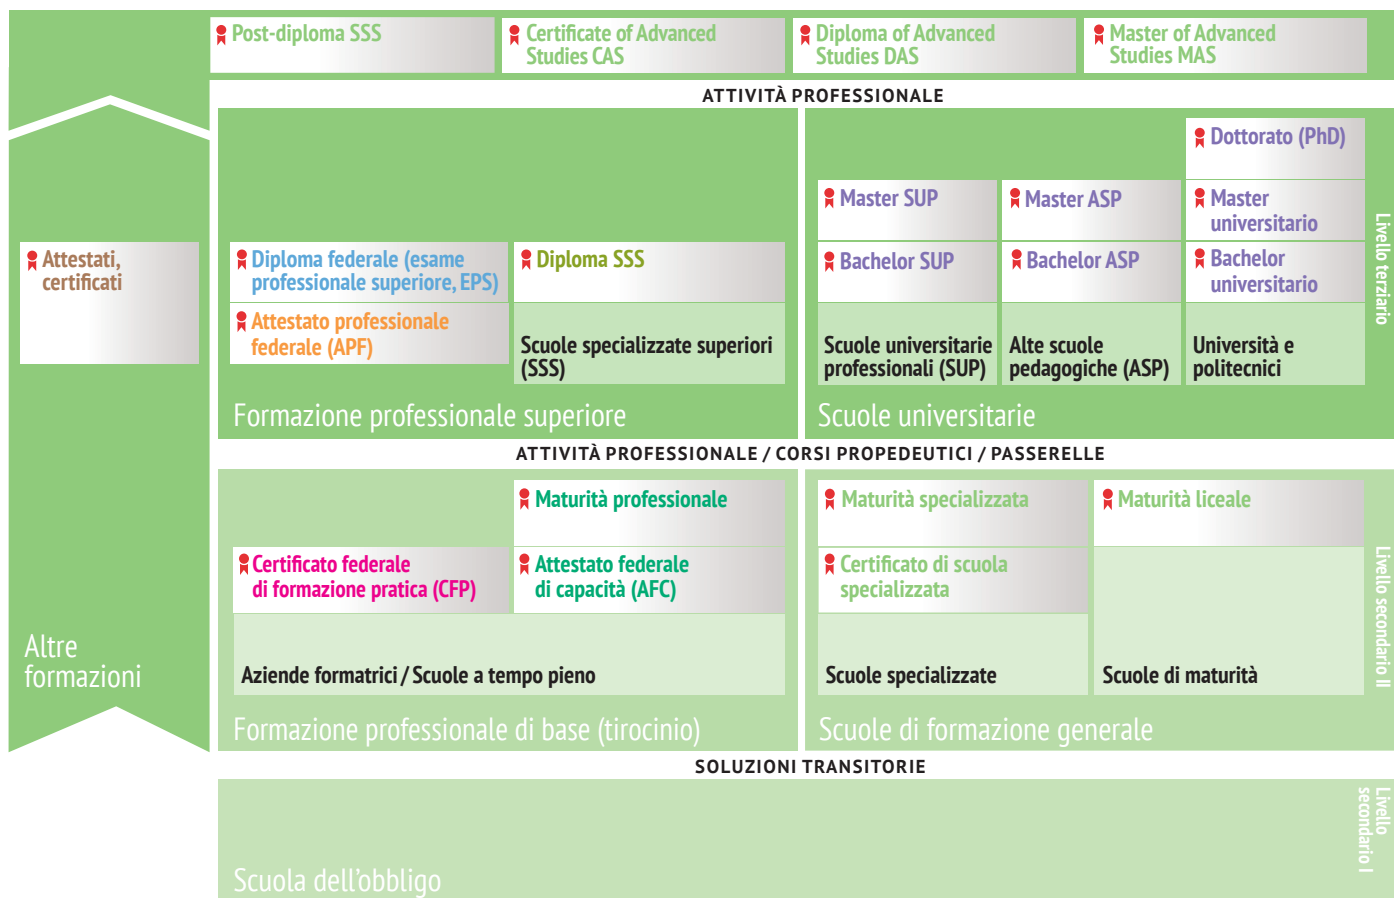 Post-diploma SSS
Certificate of Advanced
Studies CAS
Diploma of Advanced
Studies DAS
Master of Advanced
Studies MAS
ATTIVITÀ PROFESSIONALE
Dottorato (PhD)
Master SUP
Master ASP
Master
universitario
Livello terziario
Attestati,
certificati
Diploma federale (esame
professionale superiore, EPS)
Diploma SSS
Bachelor SUP
Bachelor ASP
Bachelor
universitario
Attestato professionale
federale (APF)
Scuole specializzate superiori
(SSS)
Scuole universitarie
professionali (SUP)
Alte scuole
pedagogiche (ASP)
Università e
politecnici
Formazione professionale superiore
Scuole universitarie
ATTIVITÀ PROFESSIONALE / CORSI PROPEDEUTICI / PASSERELLE
Maturità professionale
Maturità specializzata
Maturità liceale
Certificato federale
di formazione pratica (CFP)
Attestato federale
di capacità (AFC)
Certificato di scuola
specializzata
Livello secondario II
Altre
formazioni
Aziende formatrici / Scuole a tempo pieno
Scuole specializzate
Scuole di maturità
Formazione professionale di base (tirocinio)
Scuole di formazione generale
SOLUZIONI TRANSITORIE
Livello
secondario I
Scuola dell'obbligo